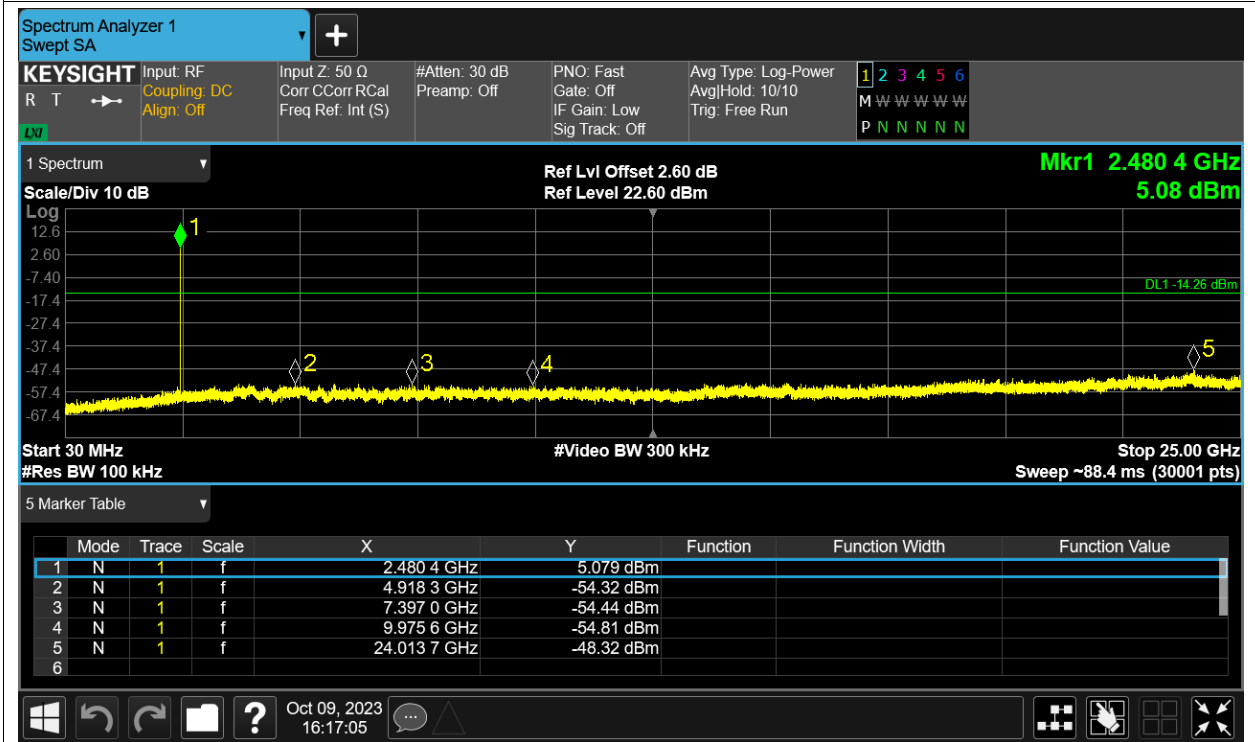 Spectrum Analyzer 1
Swept SA
+
KEYSIGHT Input: RF Input Z: 50 Ω #Atten: 30 dB PNO: Fast Avg Type: Log-Power 1 2 3 4 5 6
R T Coupling: DC Corr CCorr RCal Preamp: Off Gate: Off Avg|Hold: 10/10 M W W W W W
Align: Off Freq Ref: Int (S) IF Gain: Low Trig: Free Run
LXI Sig Track: Off P N N N N N
1 Spectrum Ref Lvl Offset 2.60 dB Mkr1 2.480 4 GHz
Scale/Div 10 dB Ref Level 22.60 dBm 5.08 dBm
Log
12.6
2.60
-7.40
-17.4
-27.4
-37.4
-47.4
-57.4
-67.4
1
DL1 -14.26 dBm
2 3 4 5
Start 30 MHz #Video BW 300 kHz Stop 25.00 GHz
#Res BW 100 kHz Sweep ~88.4 ms (30001 pts)
5 Marker Table
Mode Trace Scale X Y Function Function Width Function Value
1 N 1 f 2.480 4 GHz 5.079 dBm
2 N 1 f 4.918 3 GHz -54.32 dBm
3 N 1 f 7.397 0 GHz -54.44 dBm
4 N 1 f 9.975 6 GHz -54.81 dBm
5 N 1 f 24.013 7 GHz -48.32 dBm
6
? Oct 09, 2023
16:17:05